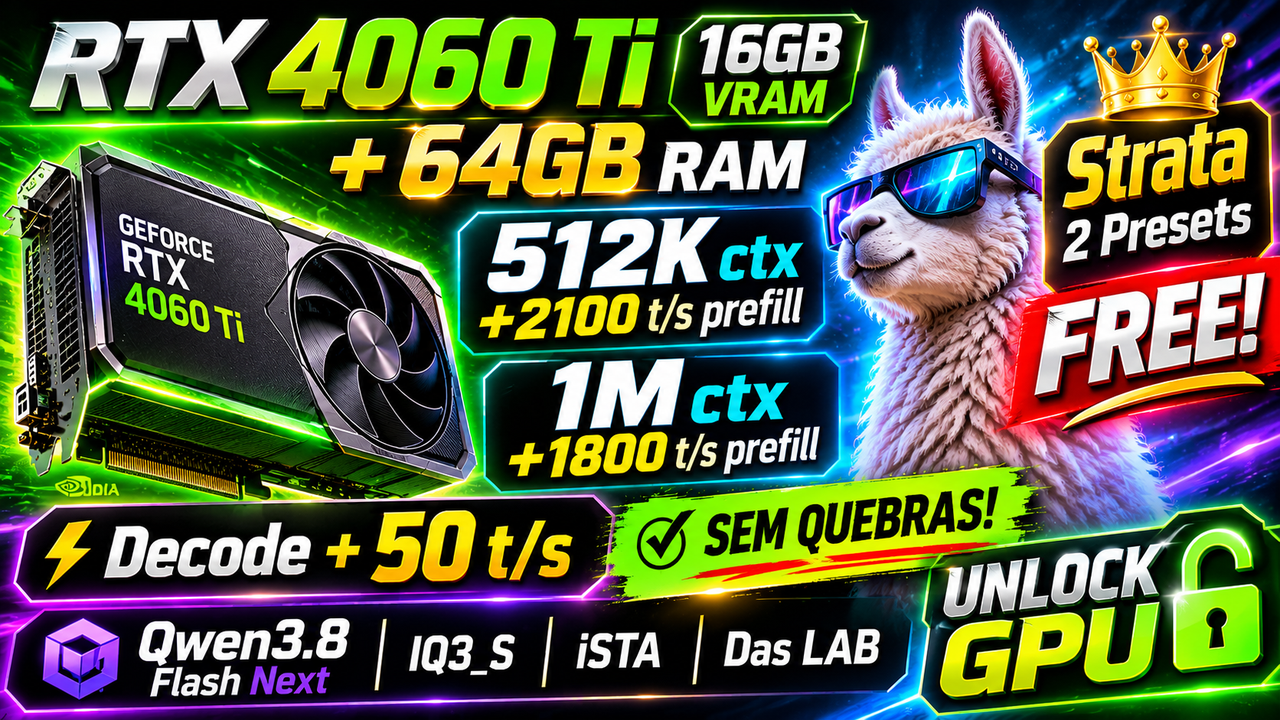 RTX 4060 Ti
16GB
VRAM
+ 64GB RAM
GEFORCE
RTX
4060 Ti
512K ctx
+2100 t/s prefill
1M ctx
+1800 t/s prefill
Strata
2 Presets
FREE!
Decode + 50 t/s
SEM QUEBRAS!
UNLOCK
GPU
Qwen3.8
Flash Next
IQ3_S
iSTA
Das LAB